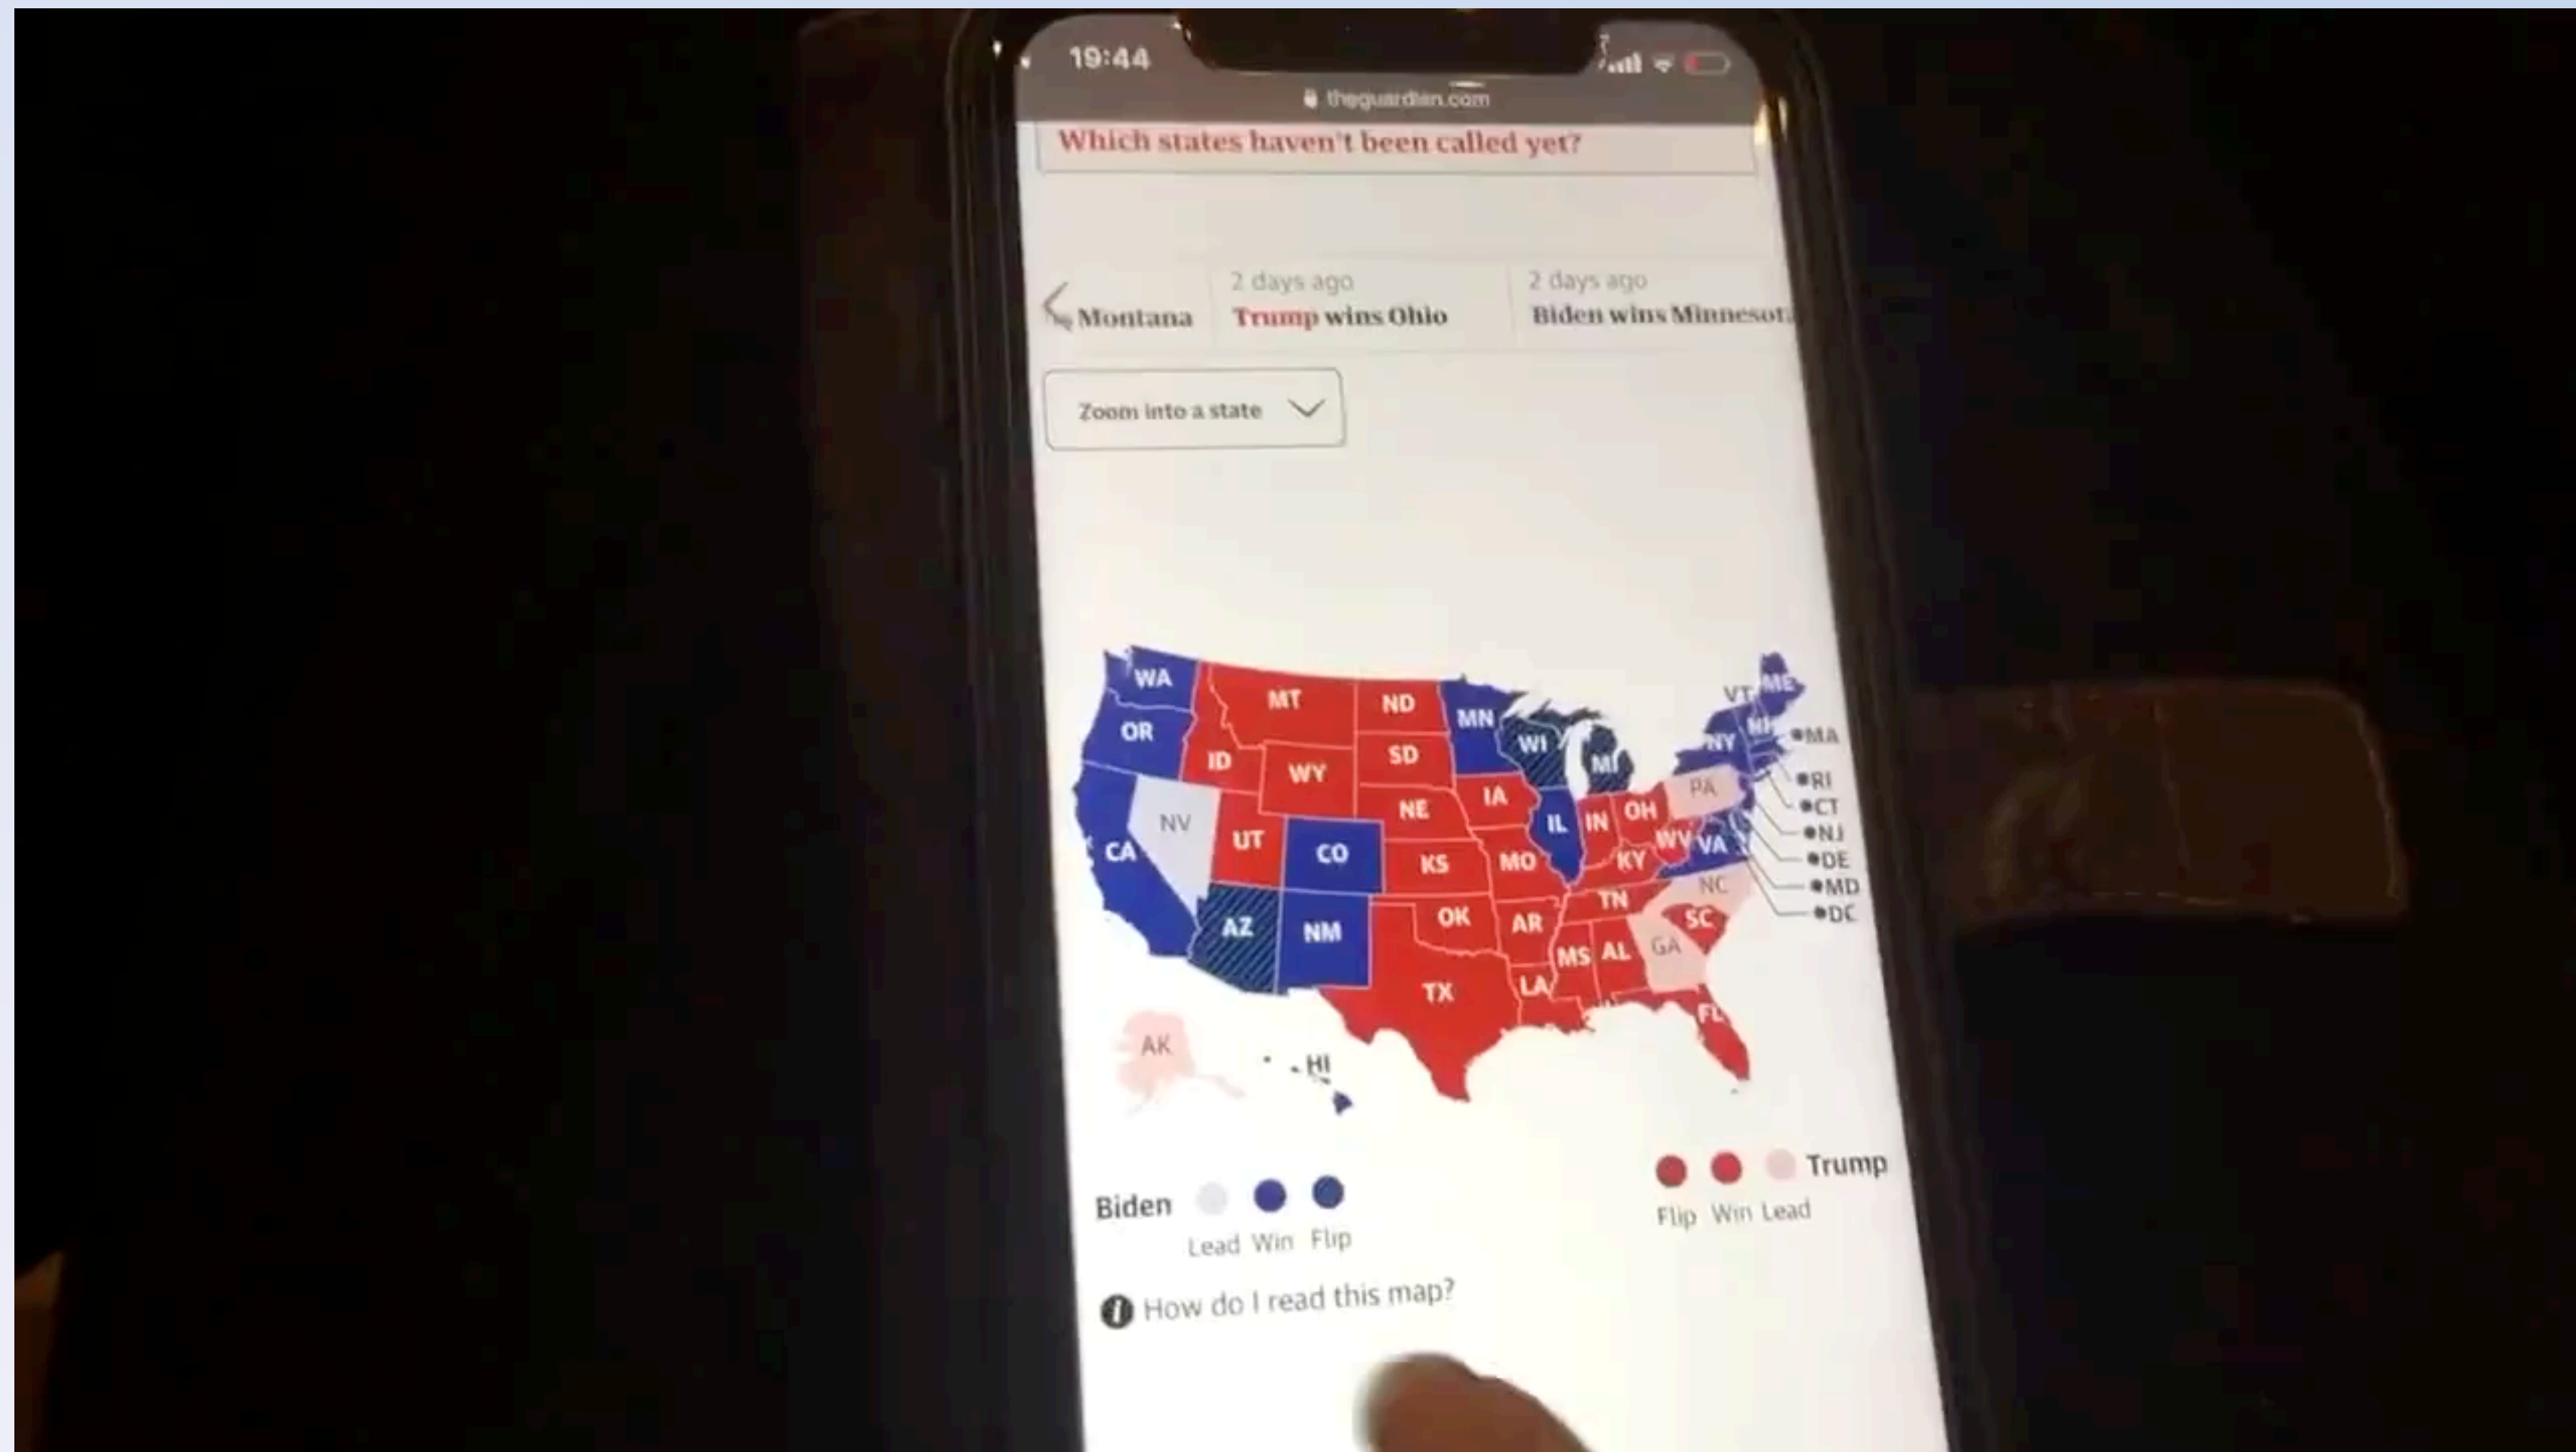 19:44
theguardian.com
Which states haven't been called yet?
2 days ago
2 days ago
Montana
Trump wins Ohio
Biden wins Minnesot
Zoom into a state
WA
MT
ND
MN
VT
ME
OR
ID
WY
SD
WI
MI
NY
NH
MA
NV
UT
NE
IA
PA
RI
CT
CA
CO
KS
MO
IL
IN
OH
WV
VA
KY
NJ
DE
MD
DC
AZ
NM
OK
AR
TN
NC
SC
TX
LA
MS
AL
GA
FL
AK
HI
Biden
Lead Win Flip
Trump
Flip Win Lead
i How do I read this map?